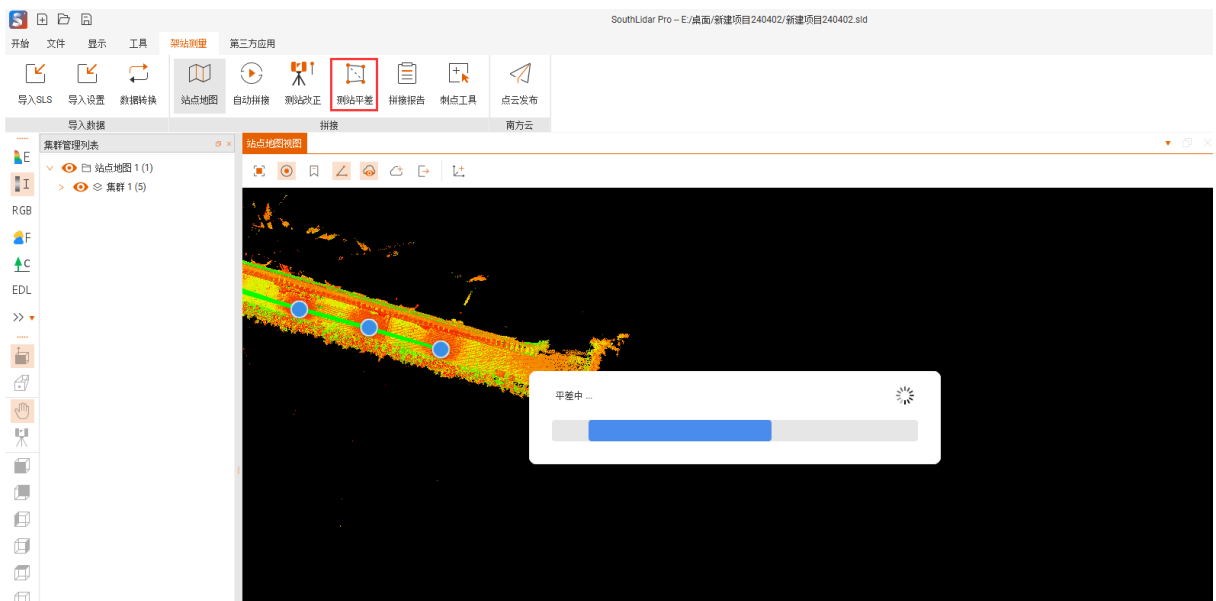 SouthLidar Pro -- E:/桌面/新建项目240402/新建项目240402.sld
开始 文件 显示 工具 架站测量 第三方应用
导入SLS 导入设置 数据转换 站点地图 自动拼接 测站改正 测站平差 拼接报告 刺点工具 点云发布
导入数据 拼接 南方云
集群管理列表 站点地图视图
E
站点地图 1 (1)
I
集群 1 (5)
RGB
F
C
EDL
平差中 ...